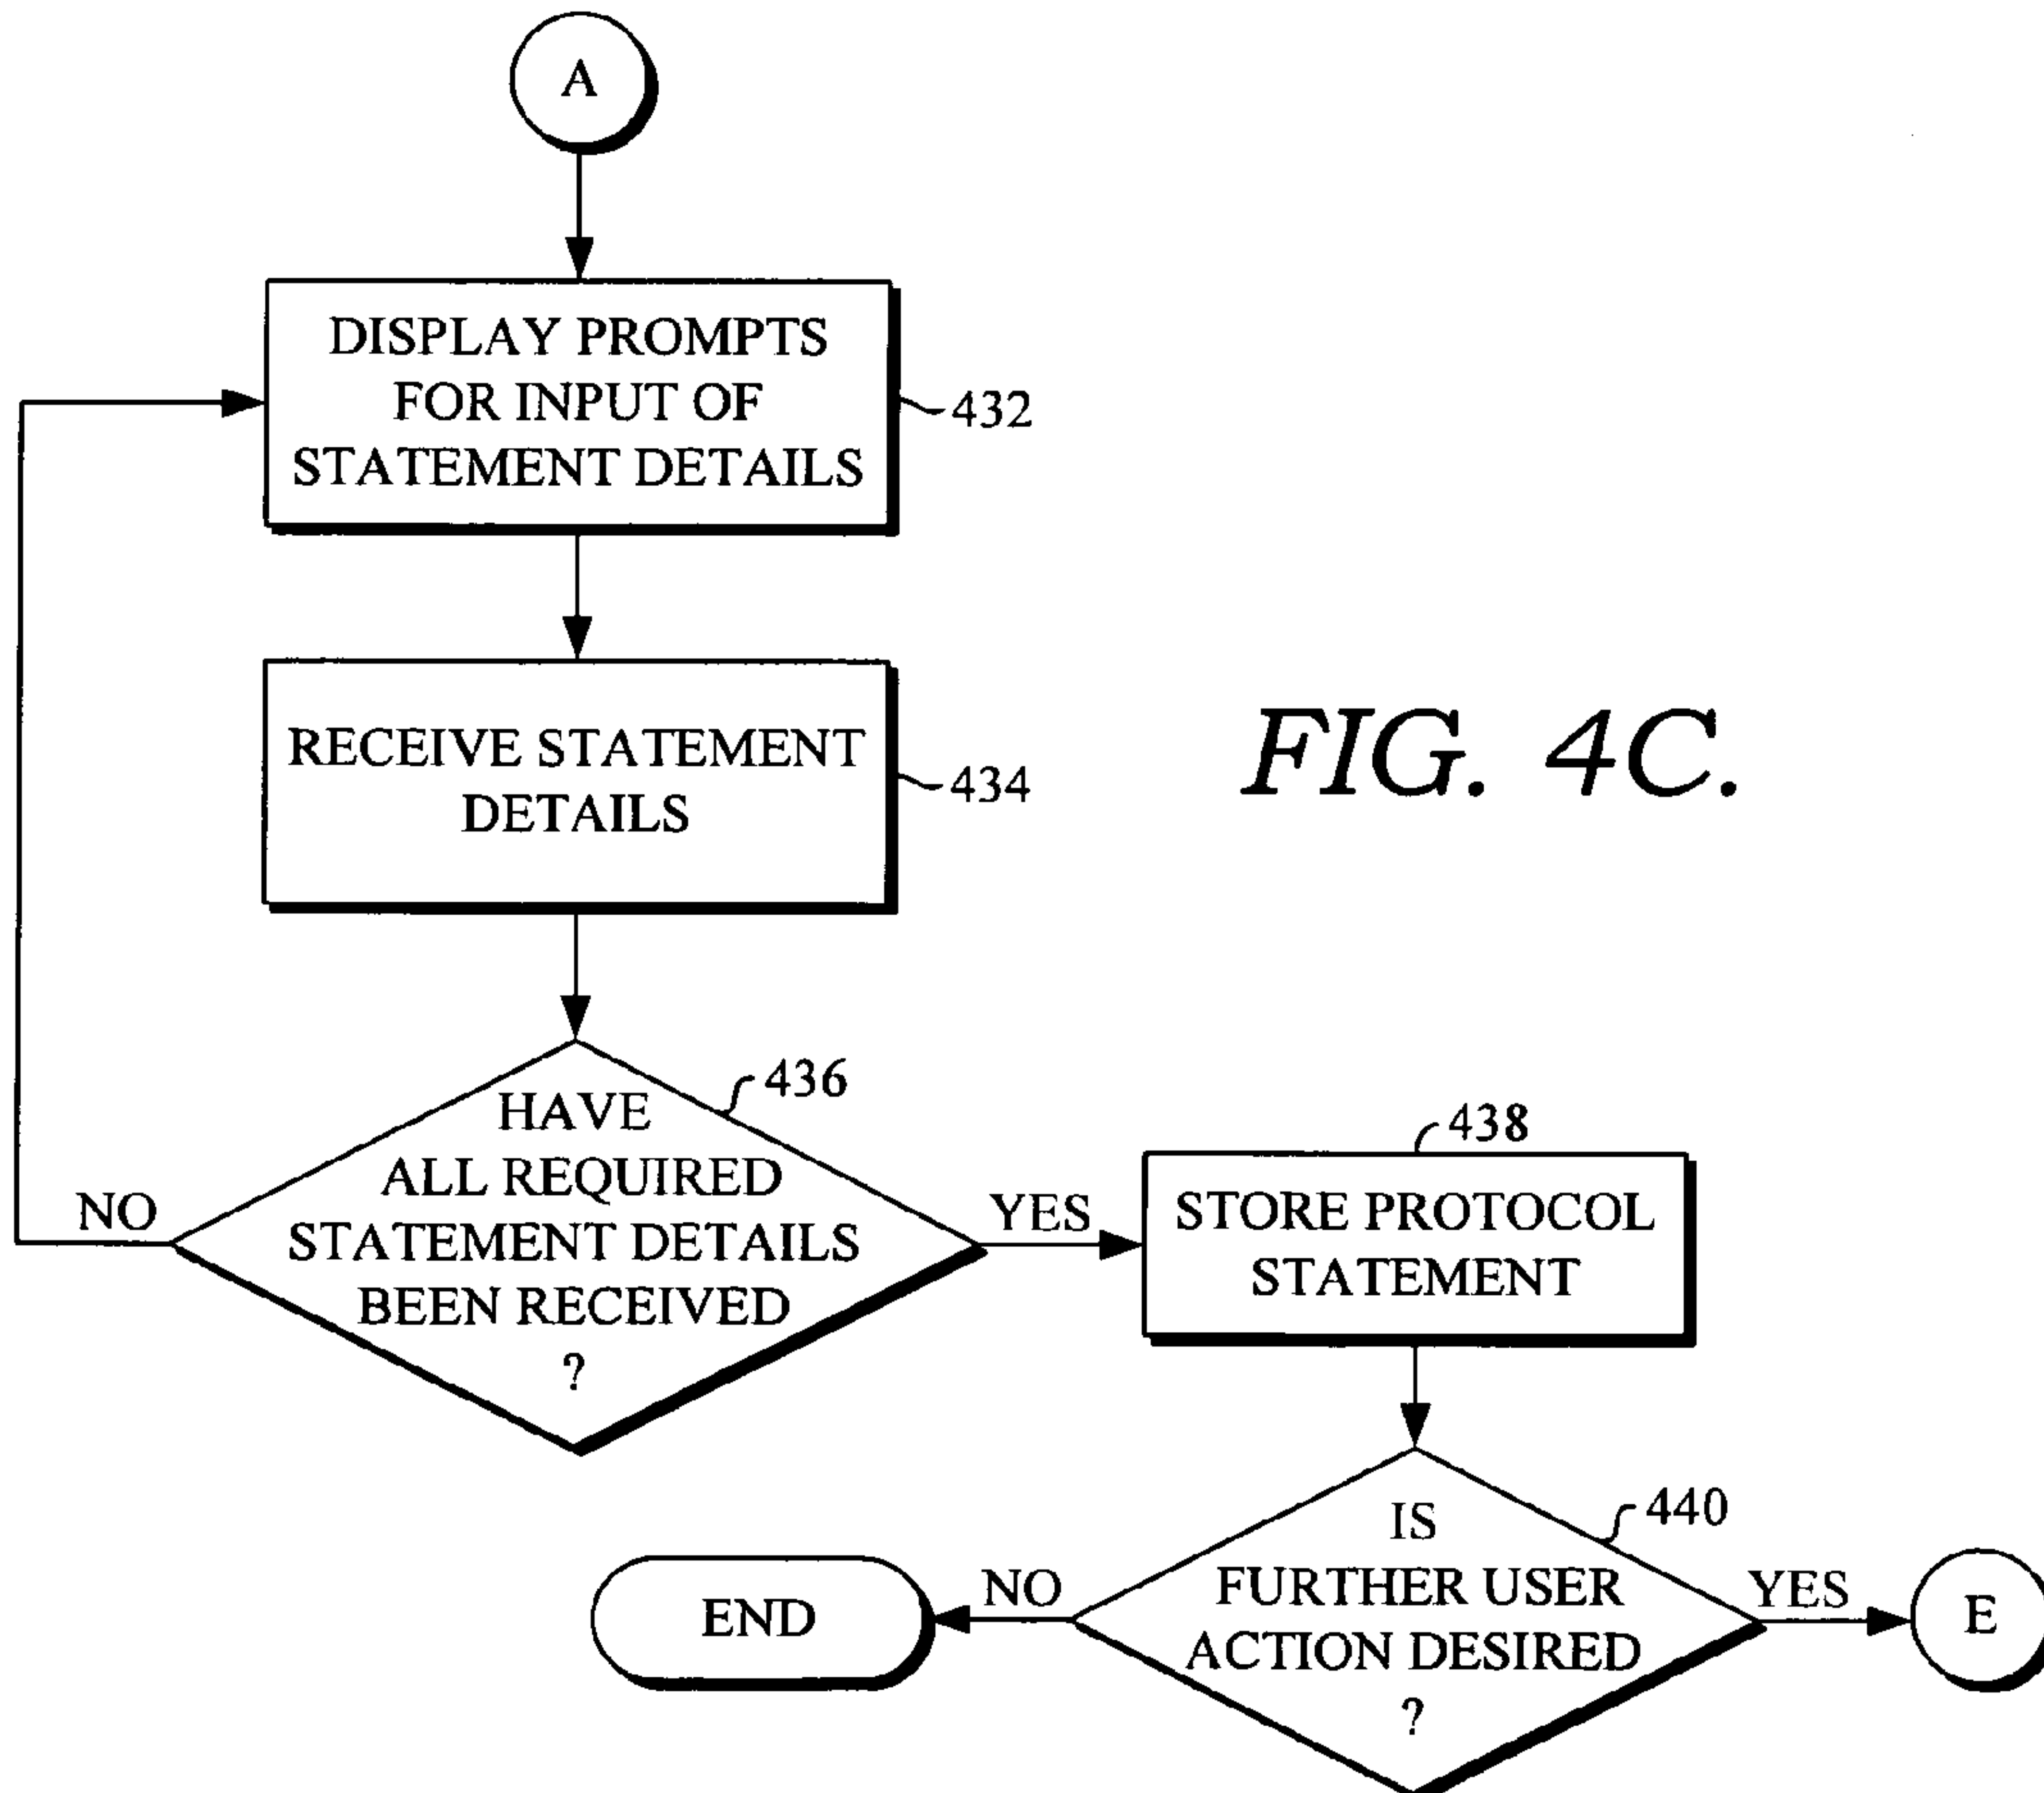 A
DISPLAY PROMPTS
FOR INPUT OF
STATEMENT DETAILS
432
RECEIVE STATEMENT
DETAILS
434
FIG. 4C.
HAVE
ALL REQUIRED
STATEMENT DETAILS
BEEN RECEIVED
?
436
NO
YES
438
STORE PROTOCOL
STATEMENT
IS
FURTHER USER
ACTION DESIRED
?
440
NO
END
YES
E